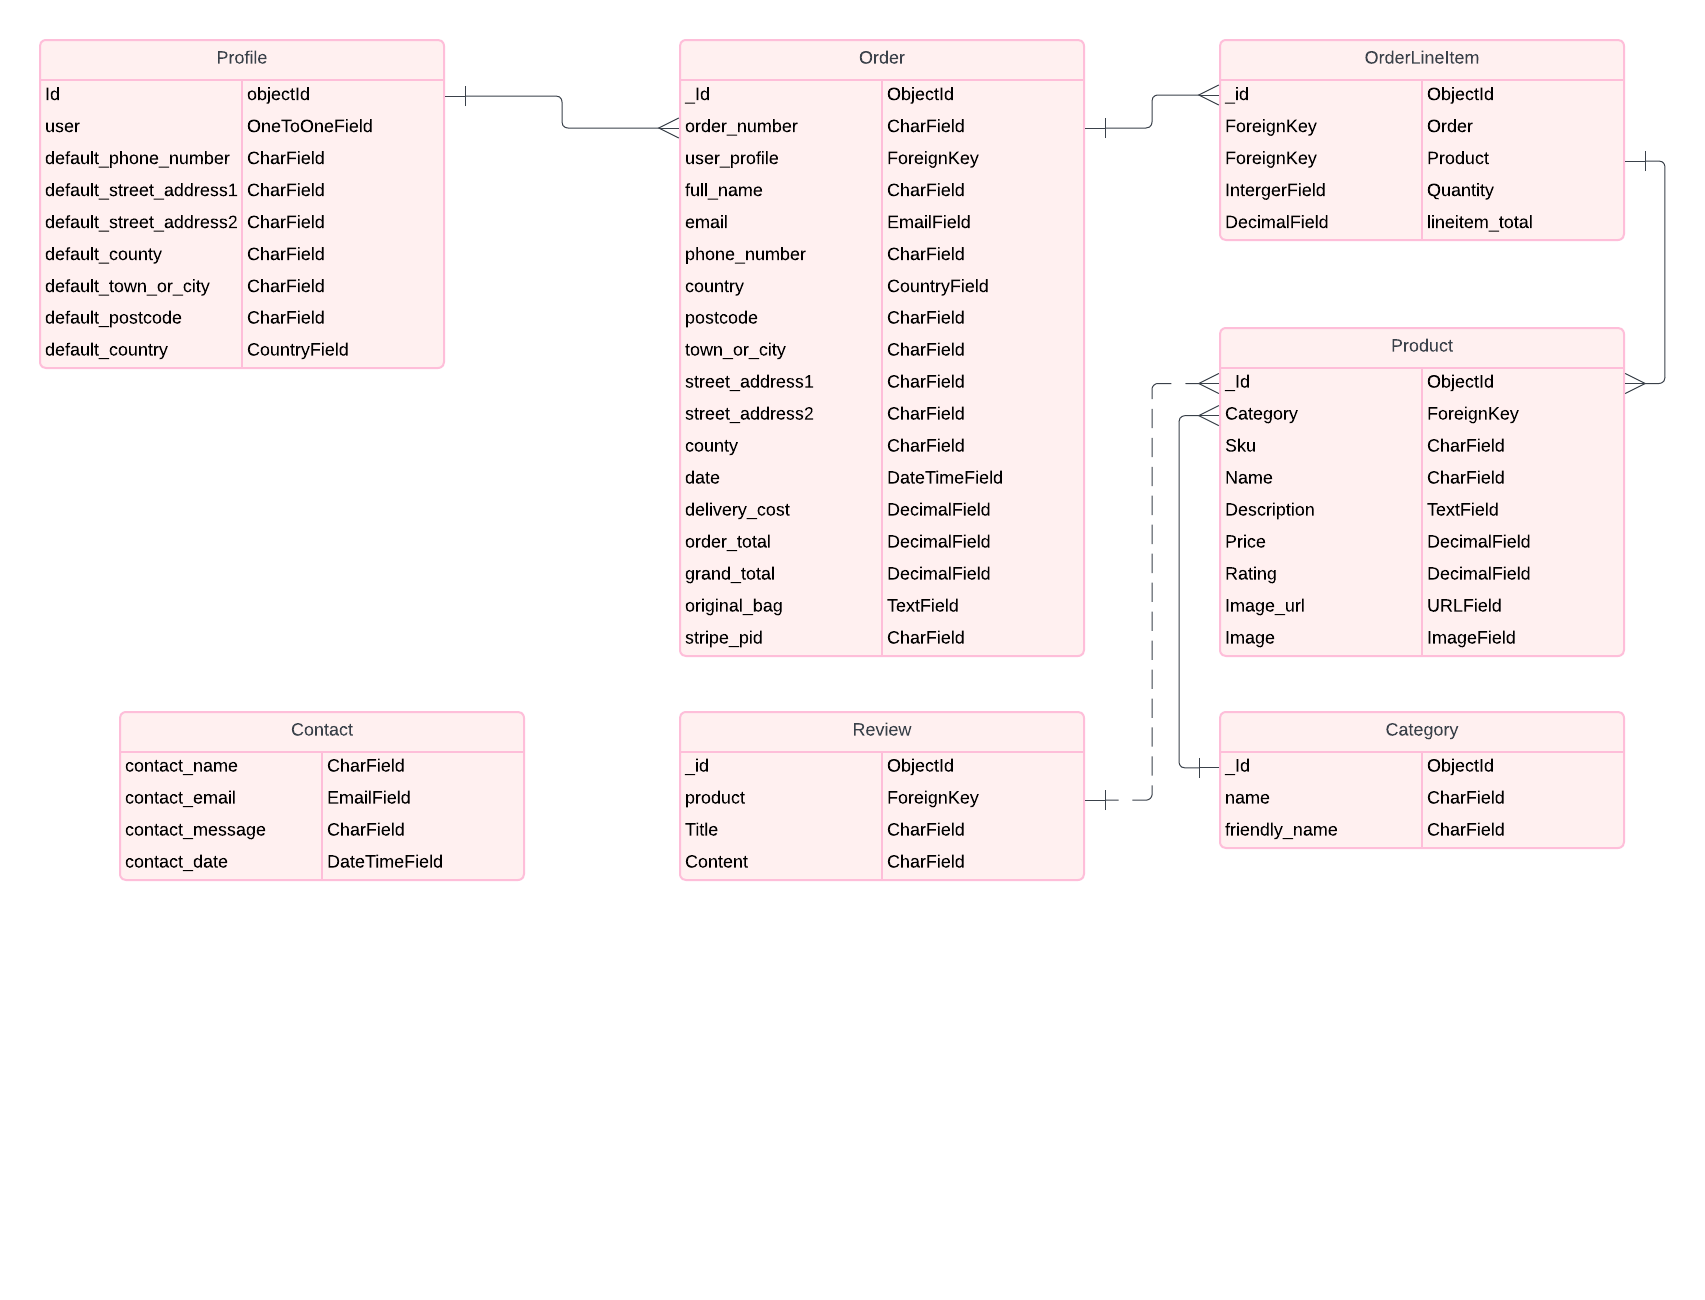 Profile
Id objectId
user OneToOneField
default_phone_number CharField
default_street_address1 CharField
default_street_address2 CharField
default_county CharField
default_town_or_city CharField
default_postcode CharField
default_country CountryField
Order
_Id ObjectId
order_number CharField
user_profile ForeignKey
full_name CharField
email EmailField
phone_number CharField
country CountryField
postcode CharField
town_or_city CharField
street_address1 CharField
street_address2 CharField
county CharField
date DateTimeField
delivery_cost DecimalField
order_total DecimalField
grand_total DecimalField
original_bag TextField
stripe_pid CharField
OrderLineItem
_id ObjectId
ForeignKey Order
ForeignKey Product
IntergerField Quantity
DecimalField lineitem_total
Product
_Id ObjectId
Category ForeignKey
Sku CharField
Name CharField
Description TextField
Price DecimalField
Rating DecimalField
Image_url URLField
Image ImageField
Contact
contact_name CharField
contact_email EmailField
contact_message CharField
contact_date DateTimeField
Review
_id ObjectId
product ForeignKey
Title CharField
Content CharField
Category
_Id ObjectId
name CharField
friendly_name CharField